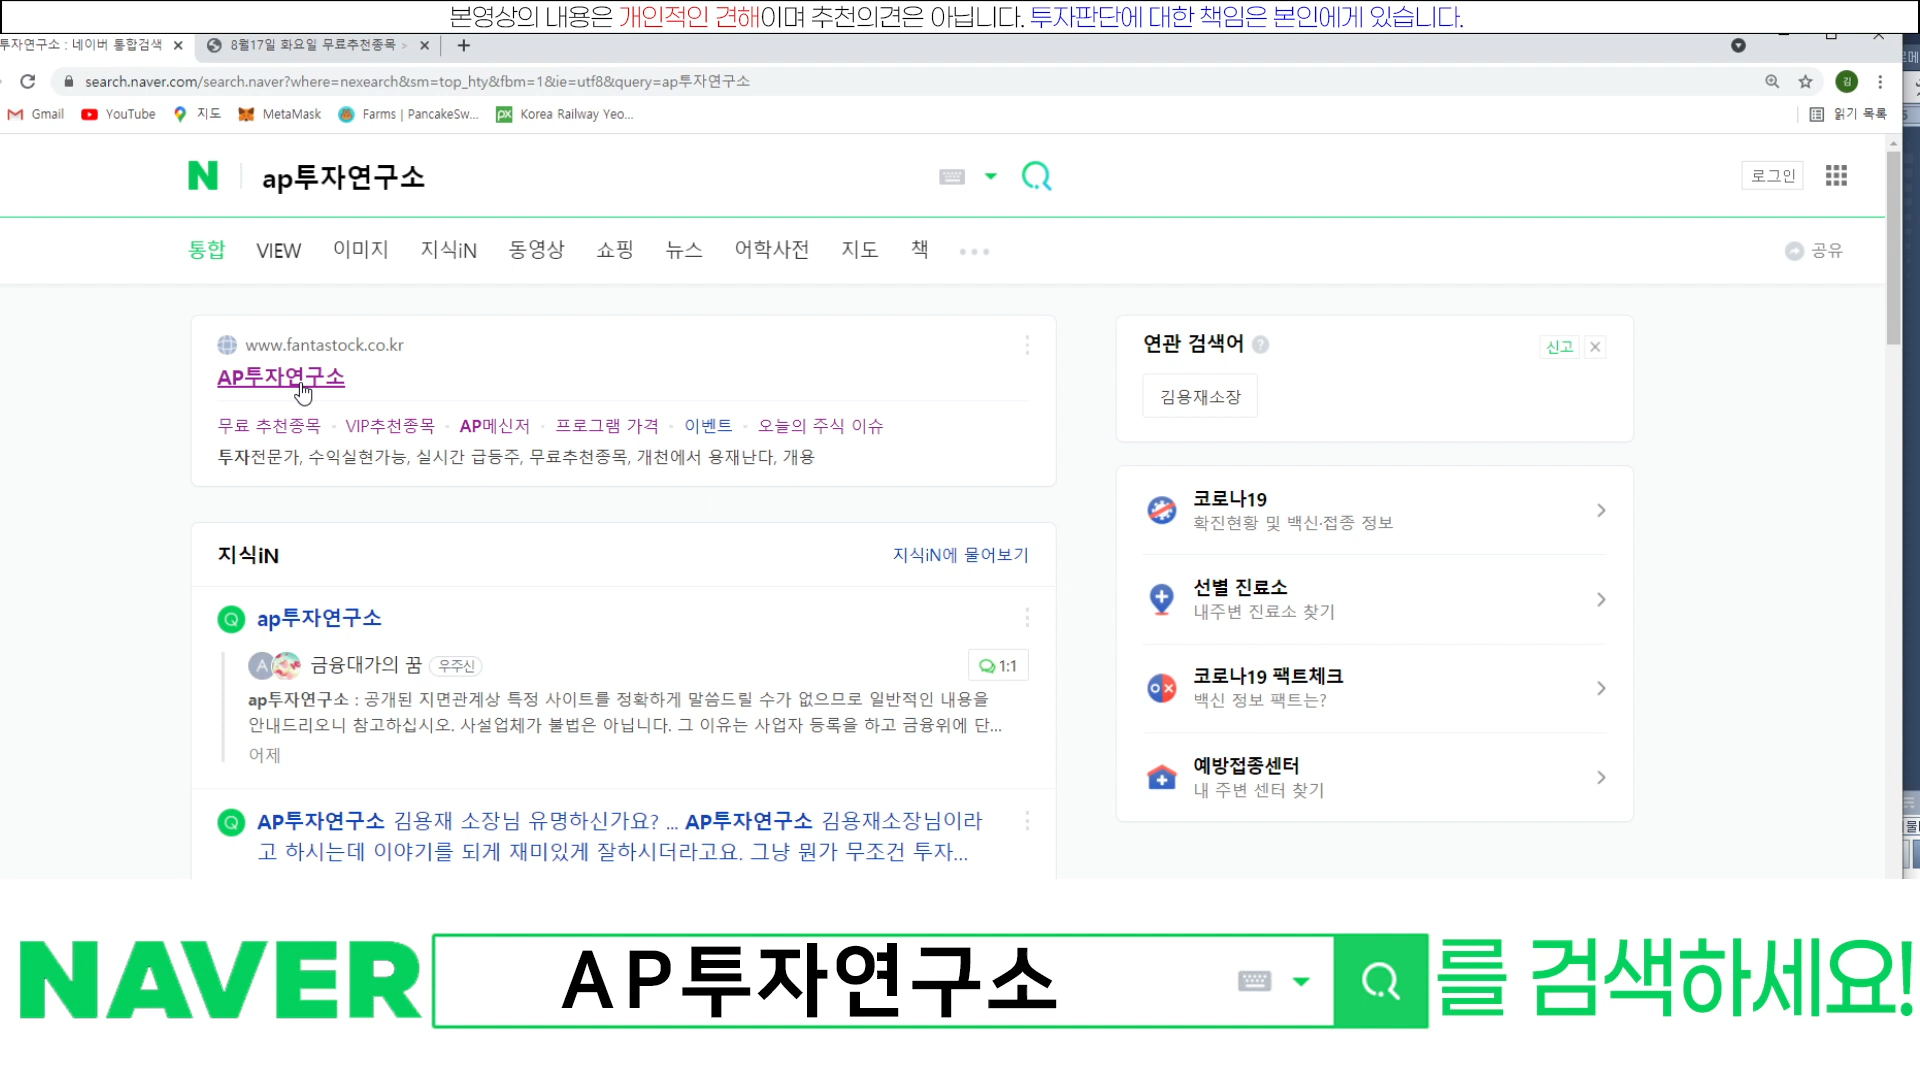 본영상의 내용은 개인적인 견해이며 추천의견은 아닙니다. 투자판단에 대한 책임은 본인에게 있습니다.
투자연구소 : 네이버 통합검색
8월17일 화요일 무료추천종목 >
search.naver.com/search.naver?where=nexearch&sm=top_hty&fbm=1&ie=utf8&query=ap투자연구소
김
Gmail YouTube 지도 MetaMask Farms | PancakeSw... Korea Railway Yeo...
읽기 목록
N ap투자연구소
로그인
통합 VIEW 이미지 지식iN 동영상 쇼핑 뉴스 어학사전 지도 책
공유
www.fantastock.co.kr
AP투자연구소
무료 추천종목 · VIP추천종목 · AP메신저 · 프로그램 가격 · 이벤트 · 오늘의 주식 이슈
투자전문가, 수익실현가능, 실시간 급등주, 무료추천종목, 개천에서 용재난다, 개용
지식iN
지식iN에 물어보기
Q ap투자연구소
A 금융대가의 꿈 우주신
1:1
ap투자연구소 : 공개된 지면관계상 특정 사이트를 정확하게 말씀드릴 수가 없으므로 일반적인 내용을
안내드리오니 참고하십시오. 사설업체가 불법은 아닙니다. 그 이유는 사업자 등록을 하고 금융위에 단...
어제
Q AP투자연구소 김용재 소장님 유명하신가요? ... AP투자연구소 김용재소장님이라
고 하시는데 이야기를 되게 재미있게 잘하시더라고요. 그냥 뭔가 무조건 투자...
연관 검색어 ?
신고
김용재소장
코로나19
확진현황 및 백신·접종 정보
선별 진료소
내주변 진료소 찾기
코로나19 팩트체크
백신 정보 팩트는?
예방접종센터
내 주변 센터 찾기
NAVER AP투자연구소 를 검색하세요!